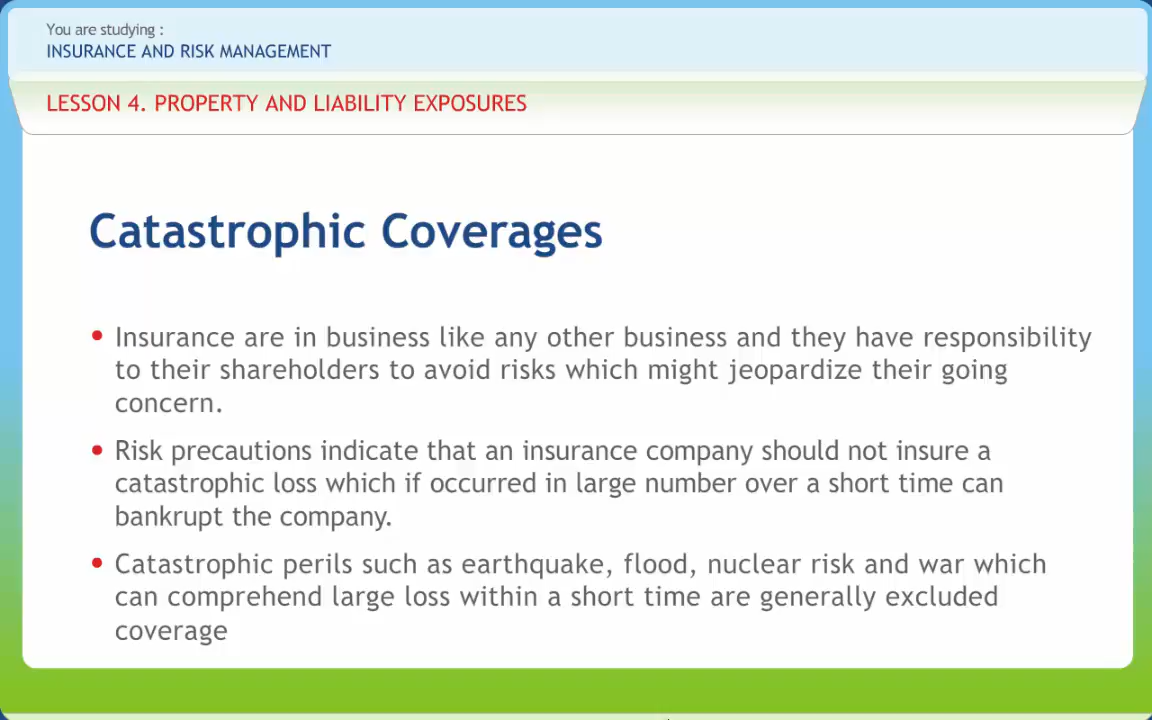 You are studying :
INSURANCE AND RISK MANAGEMENT
LESSON 4. PROPERTY AND LIABILITY EXPOSURES
Catastrophic Coverages
• Insurance are in business like any other business and they have responsibility
to their shareholders to avoid risks which might jeopardize their going
concern.
• Risk precautions indicate that an insurance company should not insure a
catastrophic loss which if occurred in large number over a short time can
bankrupt the company.
• Catastrophic perils such as earthquake, flood, nuclear risk and war which
can comprehend large loss within a short time are generally excluded
coverage